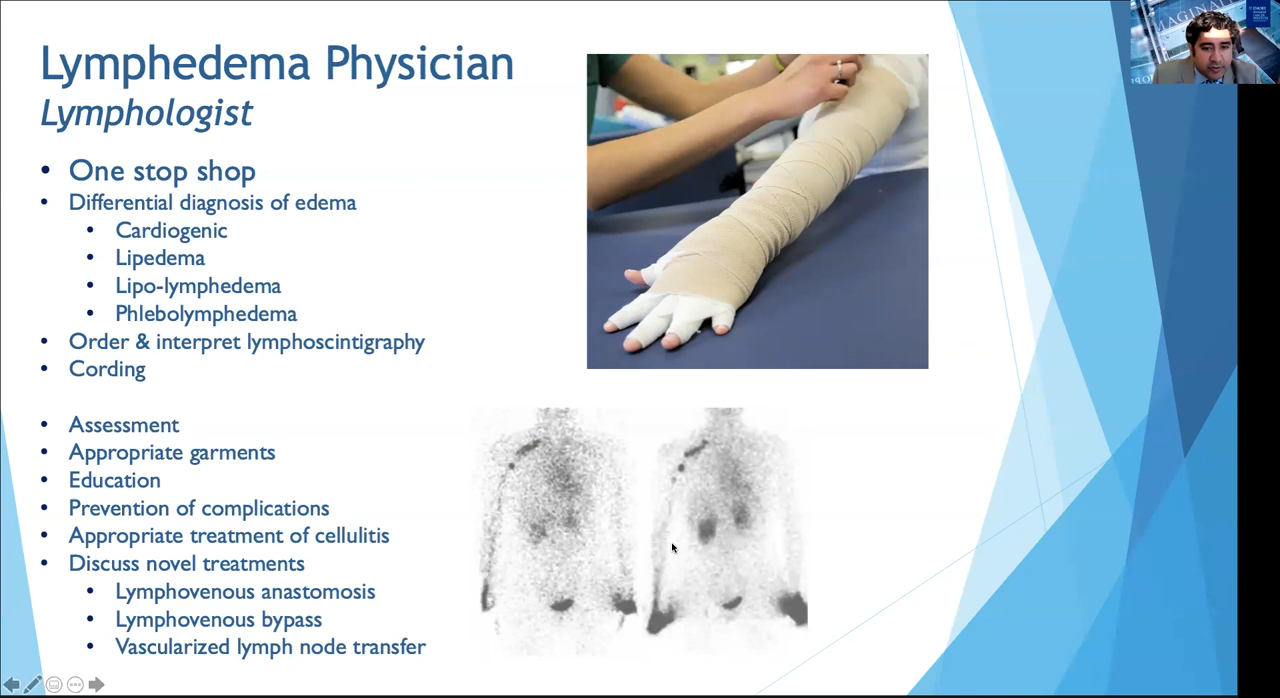 Lymphedema Physician
Lymphologist
• One stop shop
• Differential diagnosis of edema
• Cardiogenic
• Lipedema
• Lipo-lymphedema
• Phlebolymphedema
• Order & interpret lymphoscintigraphy
• Cording
• Assessment
• Appropriate garments
• Education
• Prevention of complications
• Appropriate treatment of cellulitis
• Discuss novel treatments
• Lymphovenous anastomosis
• Lymphovenous bypass
• Vascularized lymph node transfer
EMORY